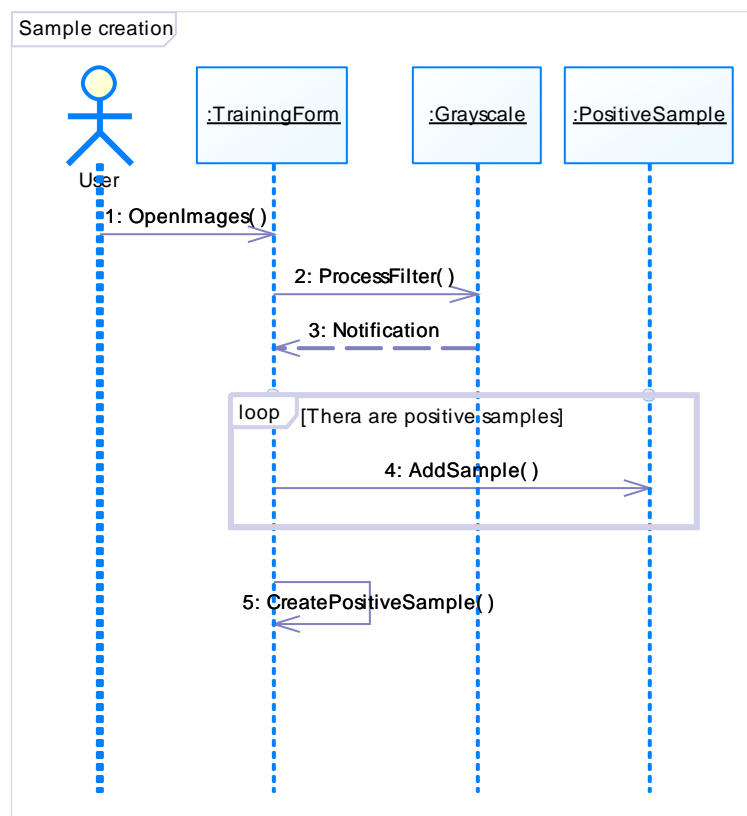 Sample creation
:TrainingForm
:Grayscale
:PositiveSample
User
1: OpenImages( )
2: ProcessFilter( )
3: Notification
loop
[Thera are positive samples]
4: AddSample( )
5: CreatePositiveSample( )